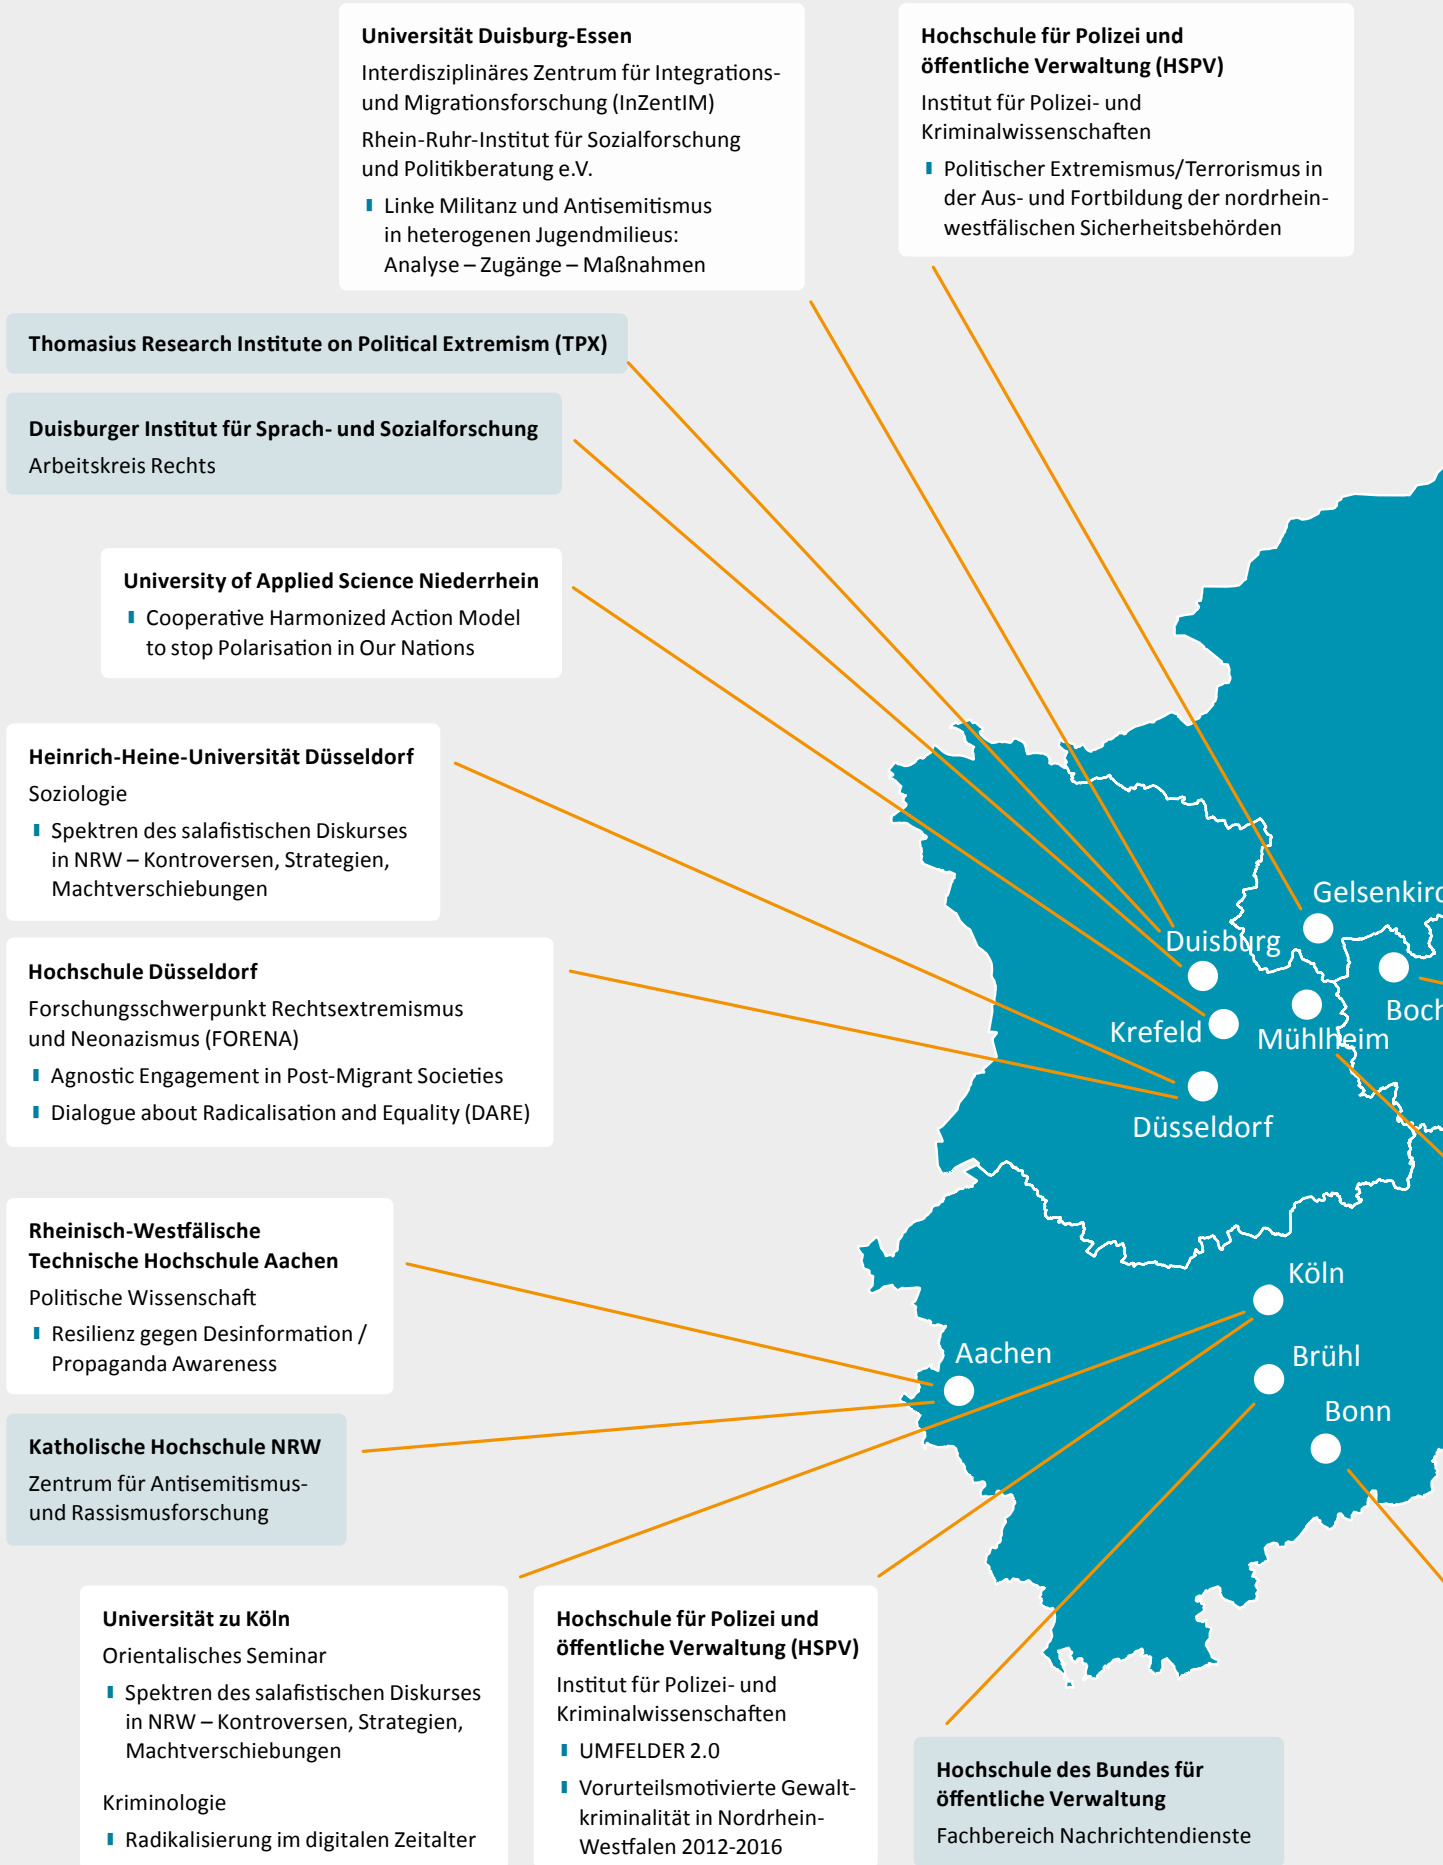 Universität Duisburg-Essen
Interdisziplinäres Zentrum für Integrations-
und Migrationsforschung (InZentIM)
Rhein-Ruhr-Institut für Sozialforschung
und Politikberatung e.V.
Linke Militanz und Antisemitismus
in heterogenen Jugendmilieus:
Analyse – Zugänge – Maßnahmen
Hochschule für Polizei und
öffentliche Verwaltung (HSPV)
Institut für Polizei- und
Kriminalwissenschaften
Politischer Extremismus/Terrorismus in
der Aus- und Fortbildung der nordrhein-
westfälischen Sicherheitsbehörden
Thomasius Research Institute on Political Extremism (TPX)
Duisburger Institut für Sprach- und Sozialforschung
Arbeitskreis Rechts
University of Applied Science Niederrhein
Cooperative Harmonized Action Model
to stop Polarisation in Our Nations
Heinrich-Heine-Universität Düsseldorf
Soziologie
Spektren des salafistischen Diskurses
in NRW – Kontroversen, Strategien,
Machtverschiebungen
Hochschule Düsseldorf
Forschungsschwerpunkt Rechtsextremismus
und Neonazismus (FORENA)
Agnostic Engagement in Post-Migrant Societies
Dialogue about Radicalisation and Equality (DARE)
Rheinisch-Westfälische
Technische Hochschule Aachen
Politische Wissenschaft
Resilienz gegen Desinformation /
Propaganda Awareness
Katholische Hochschule NRW
Zentrum für Antisemitismus-
und Rassismusforschung
Gelsenkirc
Duisburg
Boch
Krefeld
Mühlheim
Düsseldorf
Köln
Aachen
Brühl
Bonn
Universität zu Köln
Orientalisches Seminar
Spektren des salafistischen Diskurses
in NRW – Kontroversen, Strategien,
Machtverschiebungen
Kriminologie
Radikalisierung im digitalen Zeitalter
Hochschule für Polizei und
öffentliche Verwaltung (HSPV)
Institut für Polizei- und
Kriminalwissenschaften
UMFELDER 2.0
Vorurteilsmotivierte Gewalt-
kriminalität in Nordrhein-
Westfalen 2012-2016
Hochschule des Bundes für
öffentliche Verwaltung
Fachbereich Nachrichtendienste